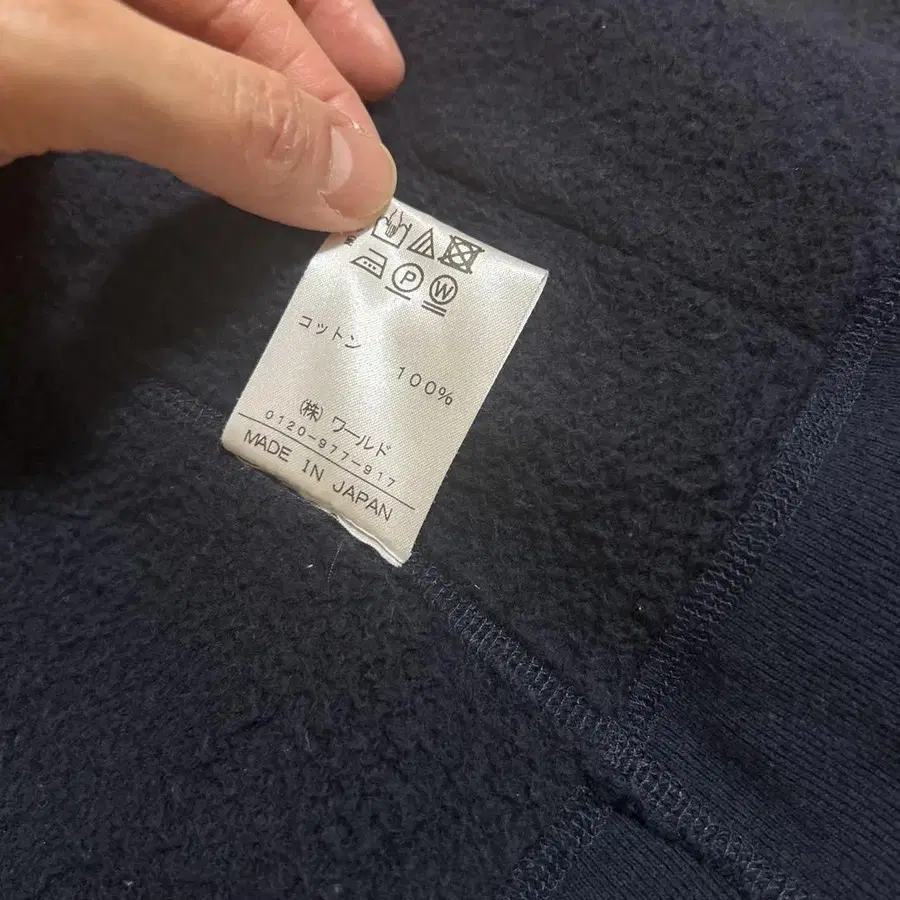 P W
コットン
100%
(株) ワールド
0120-977-917
MADE IN JAPAN